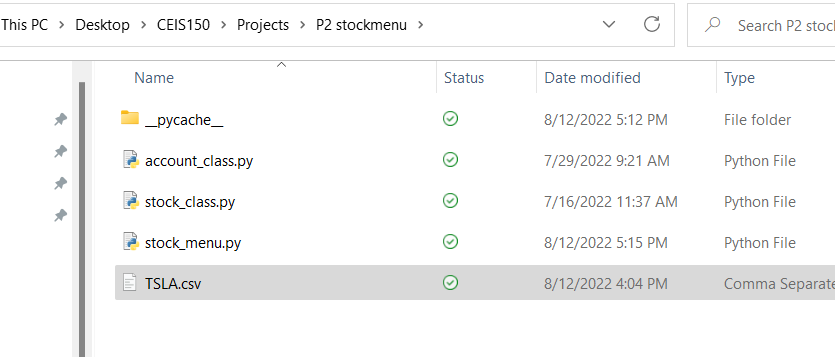 This PC > Desktop > CEIS150 > Projects > P2 stockmenu > Search P2 stoc
Name Status Date modified Type
__pycache__ 8/12/2022 5:12 PM File folder
account_class.py 7/29/2022 9:21 AM Python File
stock_class.py 7/16/2022 11:37 AM Python File
stock_menu.py 8/12/2022 5:15 PM Python File
TSLA.csv 8/12/2022 4:04 PM Comma Separate